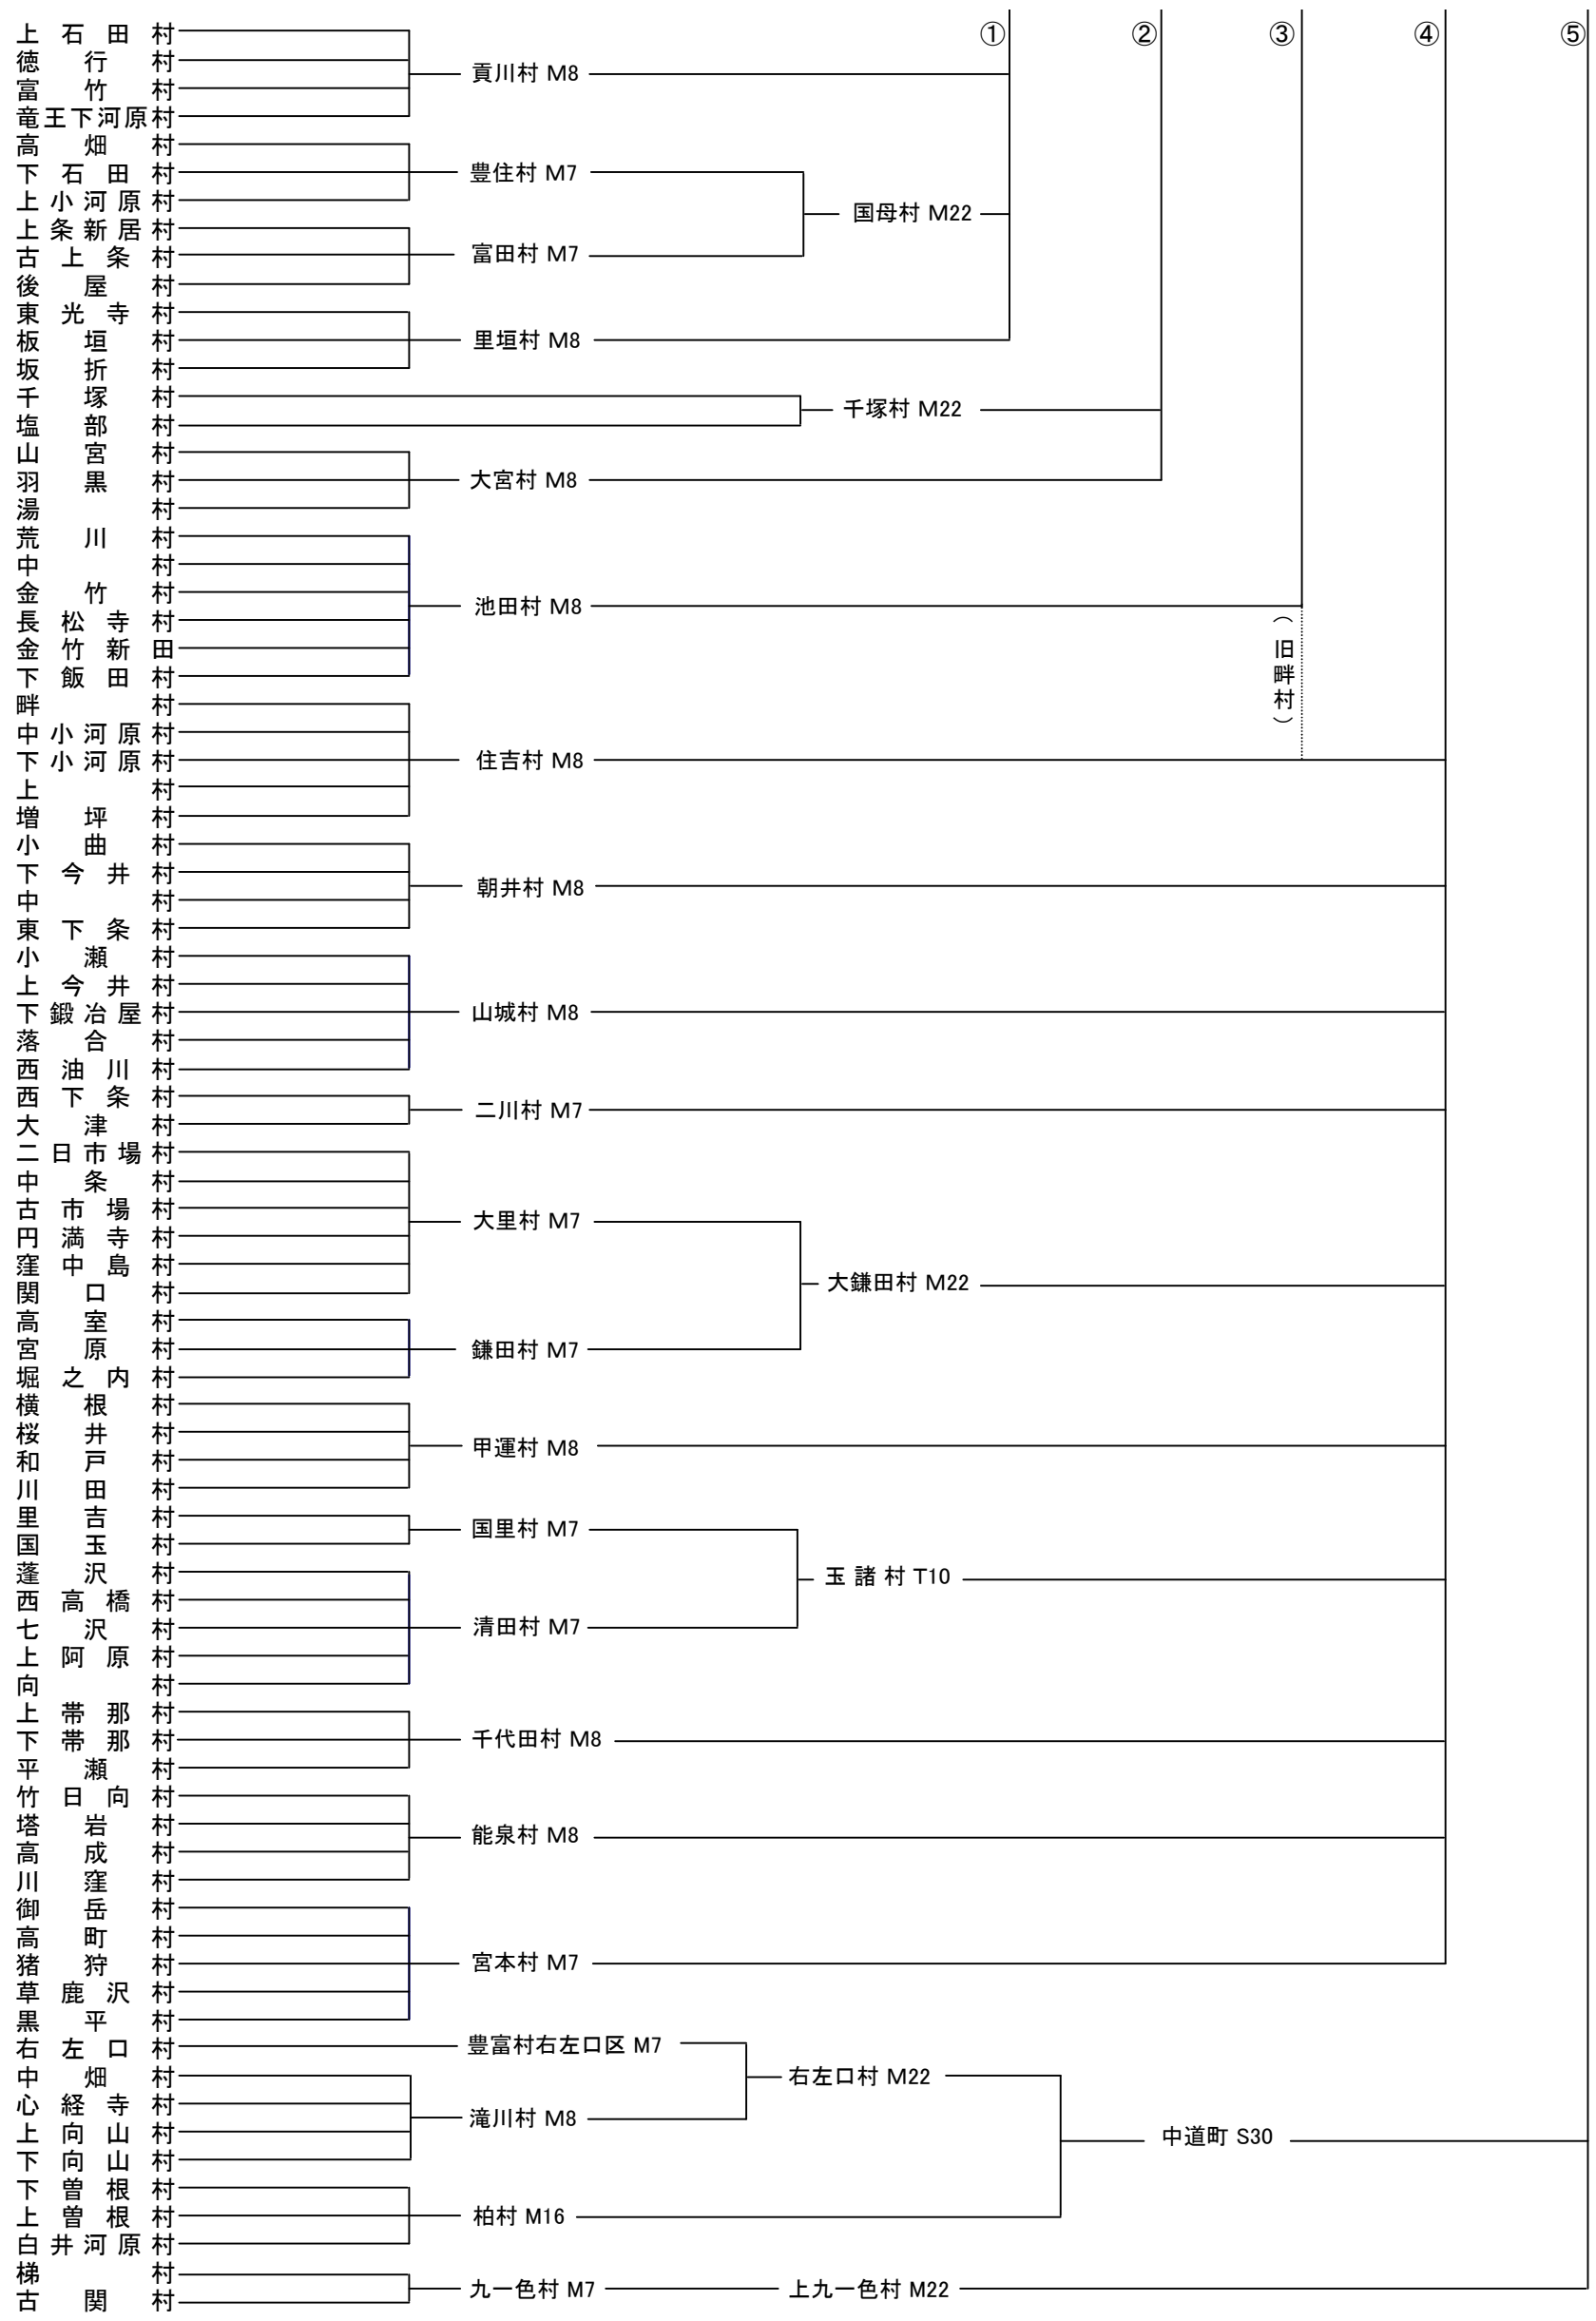 ① ② ③ ④ ⑤
上石田村
徳行村
富竹村
竜王下河原村
貢川村 M8
高畑村
下石田村
上小河原村
豊住村 M7
国母村 M22
上条新居村
古上条村
後屋村
富田村 M7
東光寺村
板垣村
坂折村
里垣村 M8
千塚村
塩部村
千塚村 M22
山宮村
羽黒村
湯村
大宮村 M8
荒川村
中村
金竹村
長松寺村
金竹新田
下飯田村
池田村 M8
（旧畔村）
畔村
中小河原村
下小河原村
上村
増坪村
住吉村 M8
小曲村
下今井村
中村
東下条村
朝井村 M8
小瀬村
上今井村
下鍛冶屋村
落合村
西油川村
山城村 M8
西下条村
大津村
二川村 M7
二日市場村
中条村
古市場村
円満寺村
窪中島村
関口村
大里村 M7
大鎌田村 M22
高室村
宮原村
堀之内村
鎌田村 M7
横根村
桜井村
和戸村
川田村
甲運村 M8
里吉村
国玉村
国里村 M7
玉諸村 T10
蓬沢村
西高橋村
七沢村
上阿原村
向村
清田村 M7
上帯那村
下帯那村
平瀬村
千代田村 M8
竹日向村
塔岩村
高成村
川窪村
能泉村 M8
御岳村
高町村
猪狩村
草鹿沢村
黒平村
宮本村 M7
右左口村
豊富村右左口区 M7
右左口村 M22
中畑村
心経寺村
上向山村
下向山村
滝川村 M8
中道町 S30
下曽根村
上曽根村
白井河原村
柏村 M16
梯村
古関村
九一色村 M7
上九一色村 M22